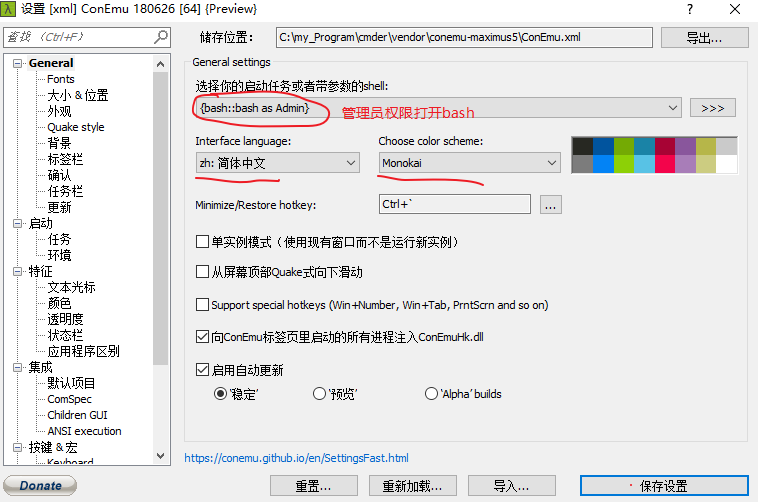 设置 [xml] ConEmu 180626 [64] {Preview}
查找 (Ctrl+F)
储存位置：
C:\my_Program\cmder\vendor\conemu-maximus5\ConEmu.xml
导出...
General
Fonts
大小 & 位置
外观
Quake style
背景
标签栏
确认
任务栏
更新
启动
任务
环境
特征
文本光标
颜色
透明度
状态栏
应用程序区别
集成
默认项目
ComSpec
Children GUI
ANSI execution
按键 & 宏
Keyboard
General settings
选择你的启动任务或者带参数的shell:
{bash::bash as Admin}
管理员权限打开bash
>>>
Interface language:
Choose color scheme:
zh: 简体中文
Monokai
Minimize/Restore hotkey:
Ctrl+`
...
单实例模式（使用现有窗口而不是运行新实例）
从屏幕顶部Quake式向下滑动
Support special hotkeys (Win+Number, Win+Tab, PrntScrn and so on)
向ConEmu标签页里启动的所有进程注入ConEmuHk.dll
启用自动更新
‘稳定’
‘预览’
‘Alpha’ builds
https://conemu.github.io/en/SettingsFast.html
Donate
重置...
重新加载...
导入...
保存设置